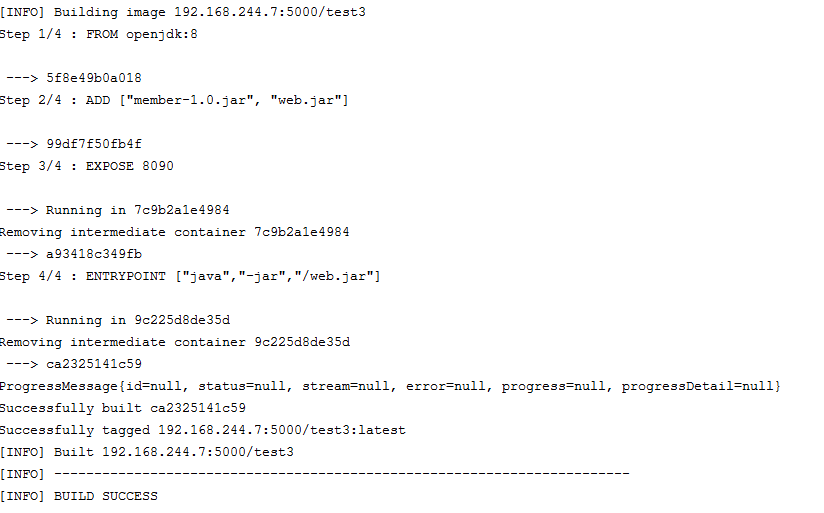 [INFO] Building image 192.168.244.7:5000/test3
Step 1/4 : FROM openjdk:8
---> 5f8e49b0a018
Step 2/4 : ADD ["member-1.0.jar", "web.jar"]
---> 99df7f50fb4f
Step 3/4 : EXPOSE 8090
---> Running in 7c9b2a1e4984
Removing intermediate container 7c9b2a1e4984
---> a93418c349fb
Step 4/4 : ENTRYPOINT ["java","-jar","/web.jar"]
---> Running in 9c225d8de35d
Removing intermediate container 9c225d8de35d
---> ca2325141c59
ProgressMessage{id=null, status=null, stream=null, error=null, progress=null, progressDetail=null}
Successfully built ca2325141c59
Successfully tagged 192.168.244.7:5000/test3:latest
[INFO] Built 192.168.244.7:5000/test3
[INFO] ------------------------------------------------------------------------
[INFO] BUILD SUCCESS